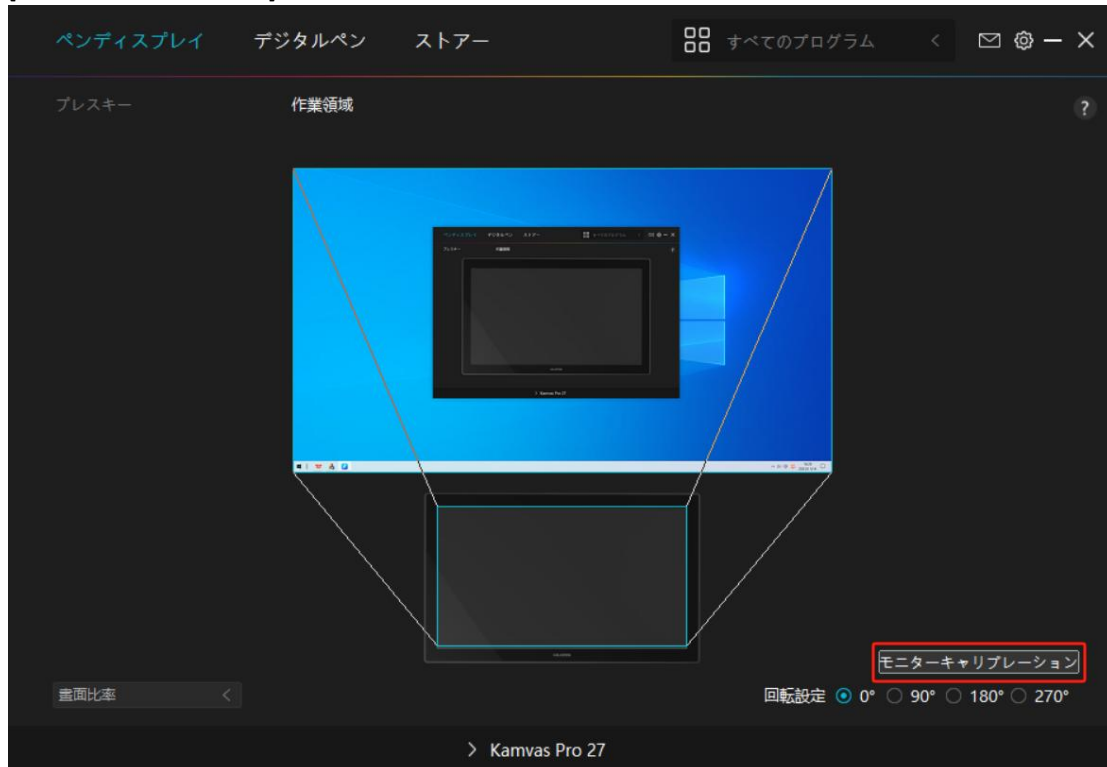 ペンディスプレイ デジタルペン ストアー すべてのプログラム
プレスキー 作業領域 ?
モニターキャリブレーション
畫面比率 回転設定 0° 90° 180° 270°
Kamvas Pro 27